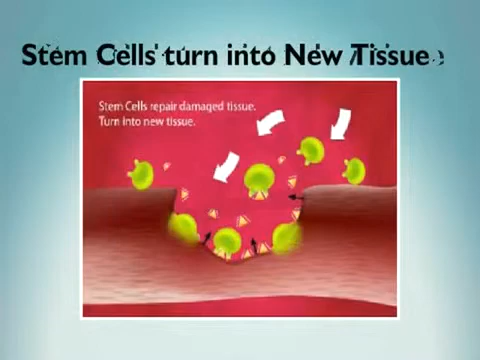 Stem Cells turn into New Tissue
Stem Cells repair damaged tissue.
Turn into new tissue.